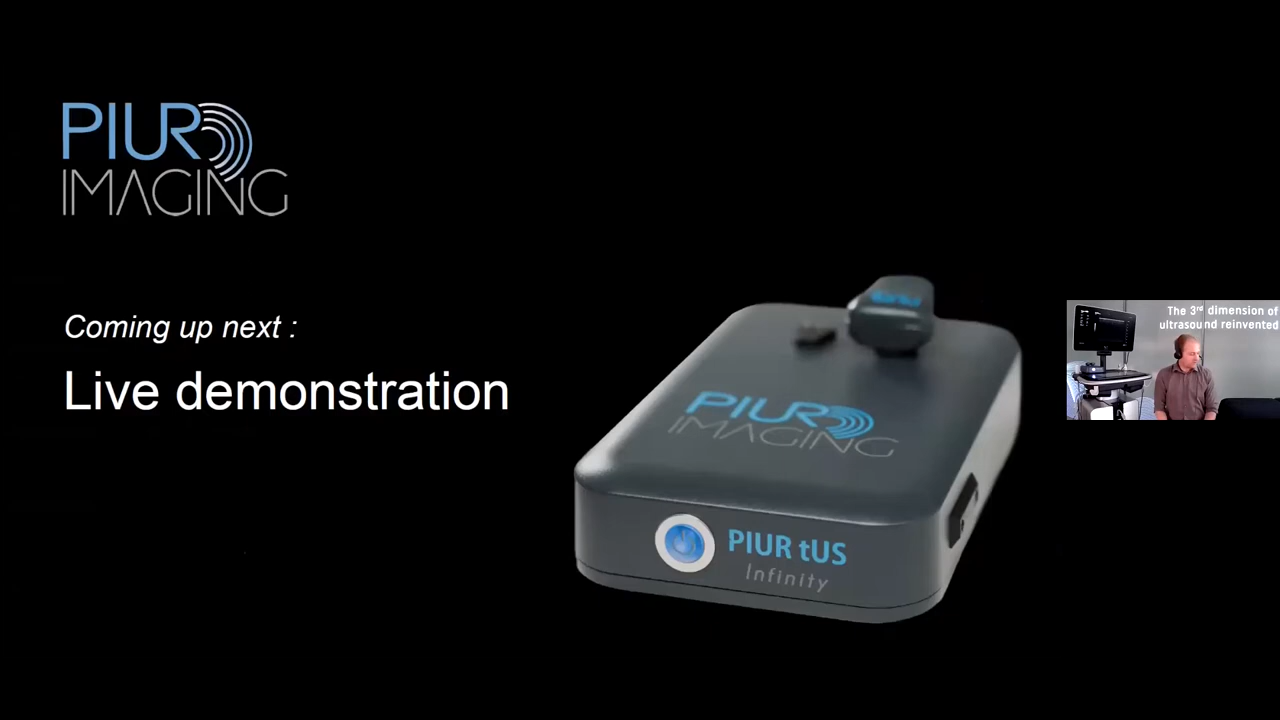 PIUR
IMAGING
Coming up next :
Live demonstration
PIUR
IMAGING
PIUR tUS
Infinity
The 3rd dimension of
ultrasound reinvented